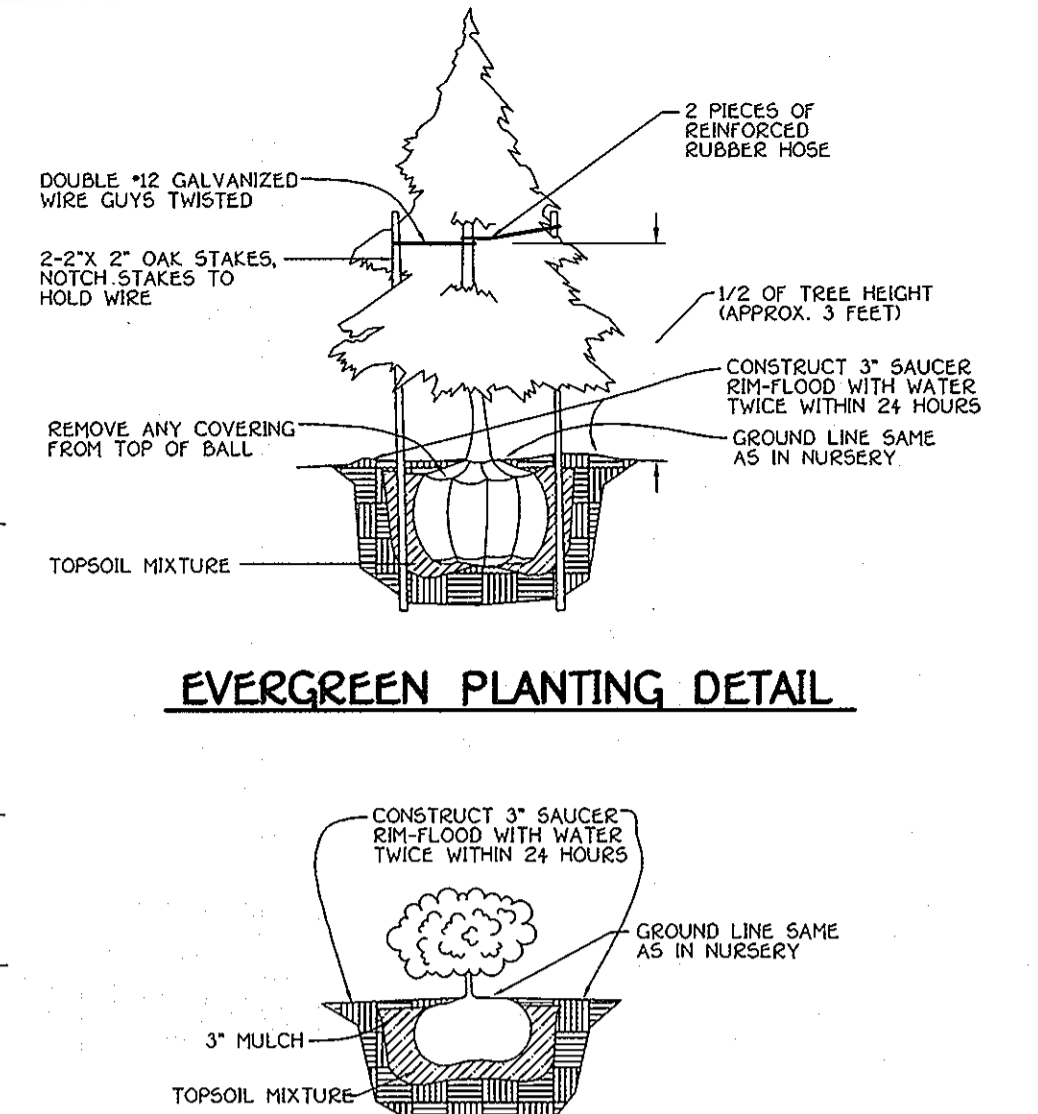 2 PIECES OF
REINFORCED
RUBBER HOSE
DOUBLE #12 GALVANIZED
WIRE GUYS TWISTED
2-2"X 2" OAK STAKES,
NOTCH STAKES TO
HOLD WIRE
1/2 OF TREE HEIGHT
(APPROX. 3 FEET)
CONSTRUCT 3" SAUCER
RIM-FLOOD WITH WATER
TWICE WITHIN 24 HOURS
REMOVE ANY COVERING
FROM TOP OF BALL
GROUND LINE SAME
AS IN NURSERY
TOPSOIL MIXTURE
EVERGREEN PLANTING DETAIL
CONSTRUCT 3" SAUCER
RIM-FLOOD WITH WATER
TWICE WITHIN 24 HOURS
GROUND LINE SAME
AS IN NURSERY
3" MULCH
TOPSOIL MIXTURE